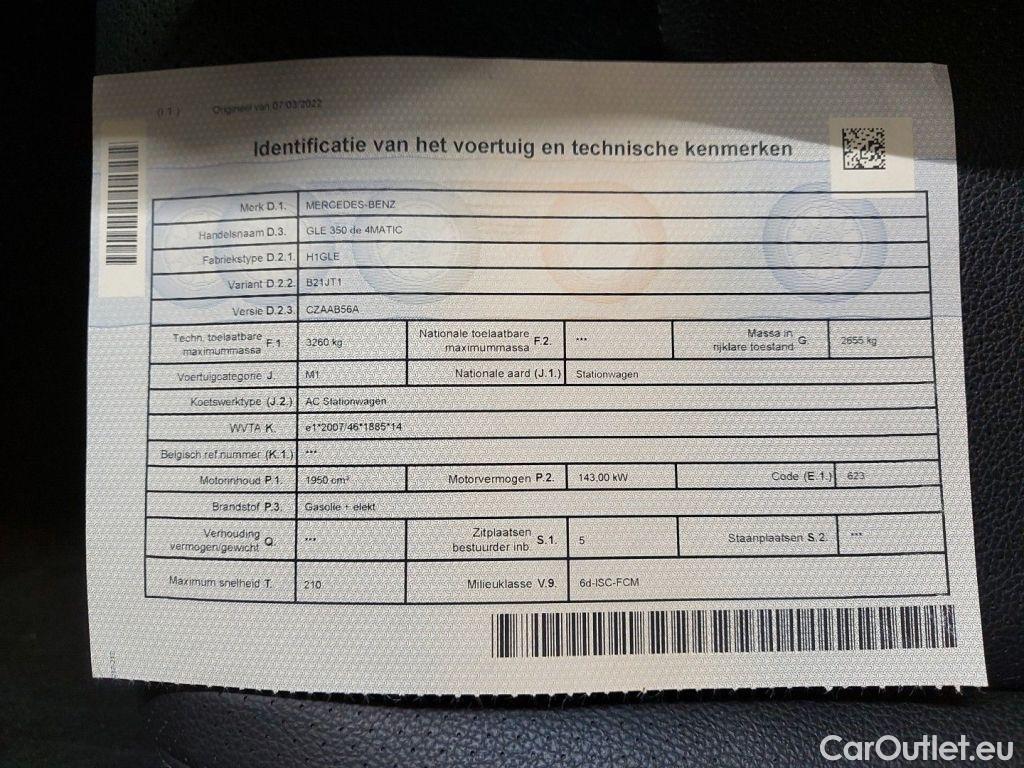 (I.1.) Origineel van 07/03/2022
Identificatie van het voertuig en technische kenmerken
Merk D.1. MERCEDES-BENZ
Handelsnaam D.3. GLE 350 de 4MATIC
Fabriekstype D.2.1. H1GLE
Variant D.2.2. B21JT1
Versie D.2.3. CZAAB56A
Techn. toelaatbare maximummassa F.1. 3260 kg Nationale toelaatbare maximummassa F.2. *** Massa in rijklare toestand G. 2655 kg
Voertuigcategorie J. M1 Nationale aard (J.1.) Stationwagen
Koetswerktype (J.2.) AC Stationwagen
WVTA K. e1*2007/46*1885*14
Belgisch ref.nummer (K.1.) ***
Motorinhoud P.1. 1950 cm³ Motorvermogen P.2. 143,00 kW Code (E.1.) 623
Brandstof P.3. Gasolie + elekt
Verhouding vermogen/gewicht Q. *** Zitplaatsen bestuurder inb. S.1. 5 Staanplaatsen S.2. ***
Maximum snelheid T. 210 Milieuklasse V.9. 6d-ISC-FCM
CarOutlet.eu